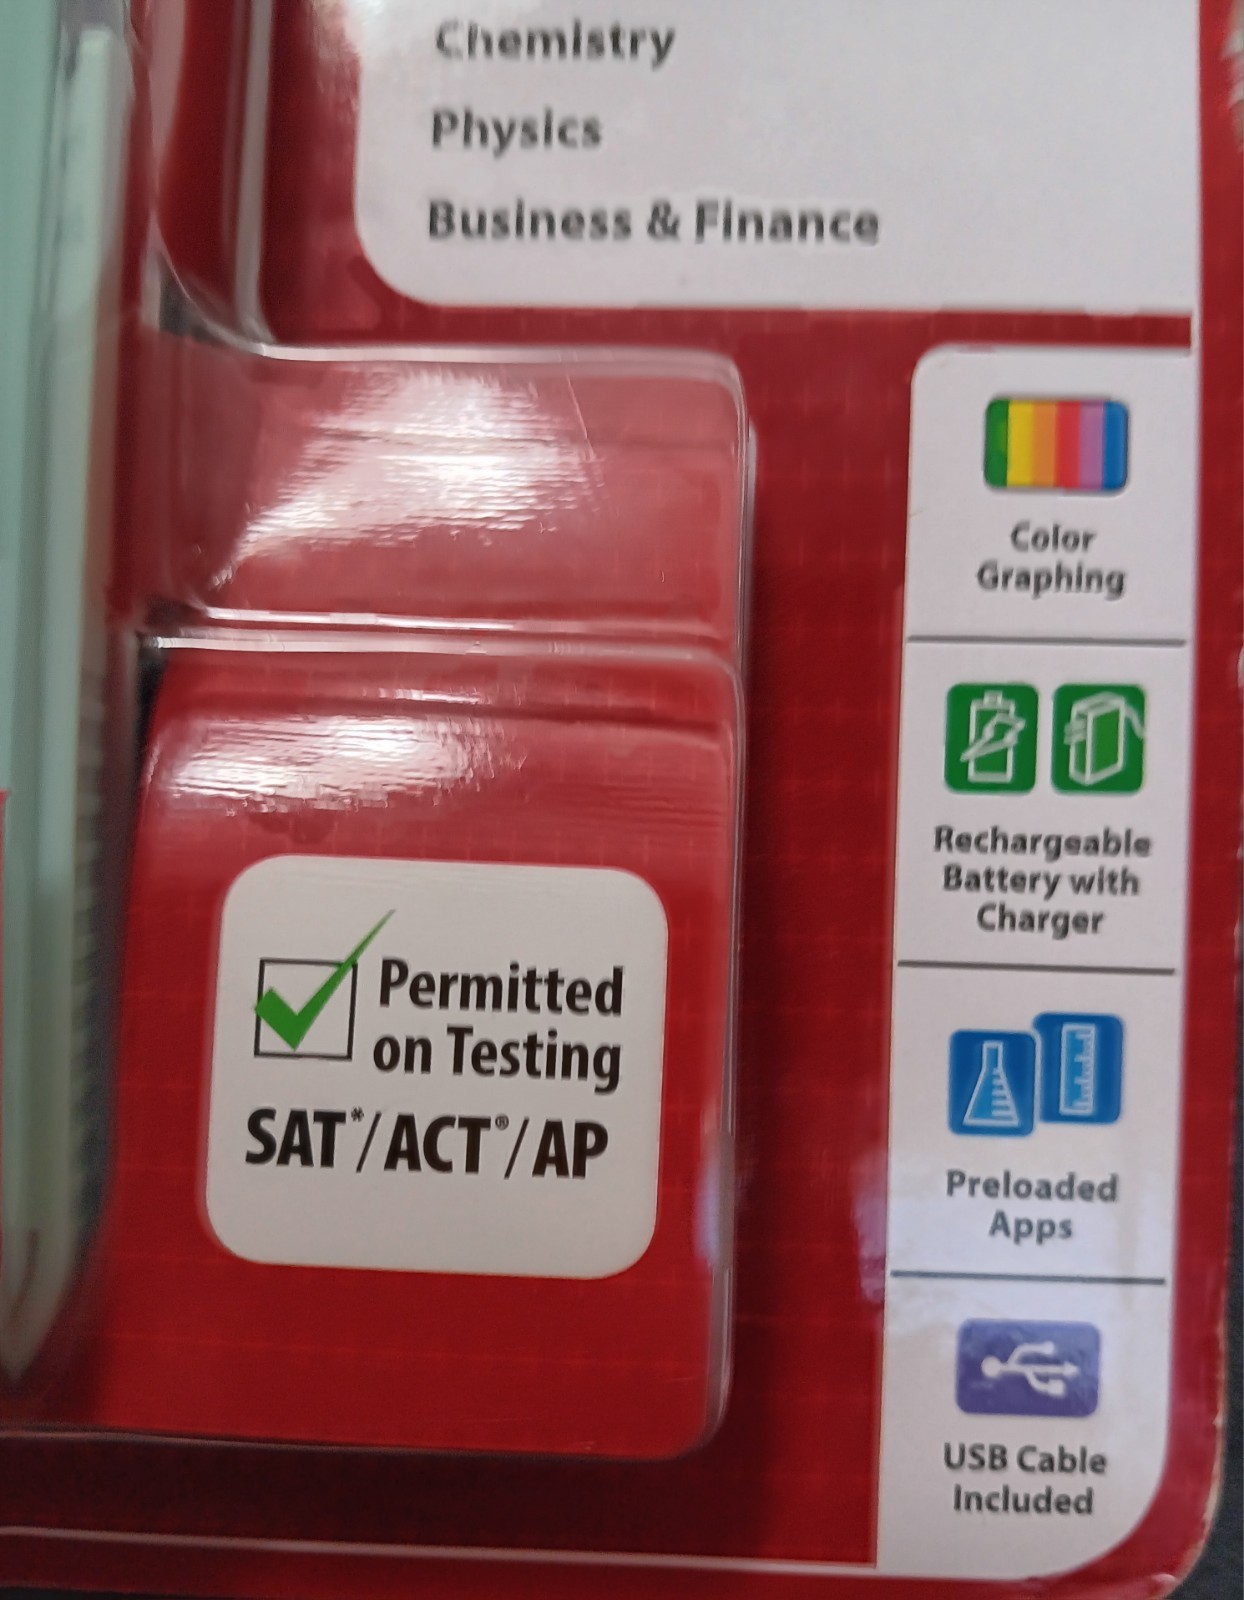 Chemistry
Physics
Business & Finance
Color
Graphing
Rechargeable
Battery with
Charger
Permitted
on Testing
SAT*/ACT®/AP
Preloaded
Apps
USB Cable
Included